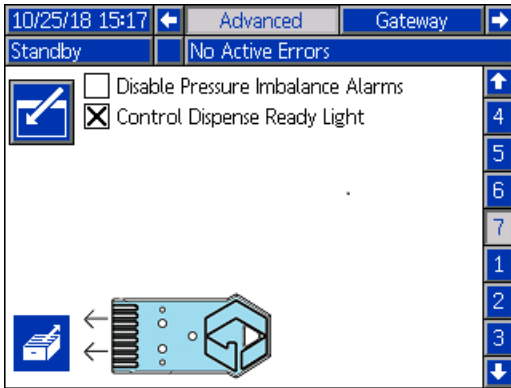 10/25/18 15:17 Advanced Gateway
Standby No Active Errors
Disable Pressure Imbalance Alarms
Control Dispense Ready Light
4
5
6
7
1
2
3